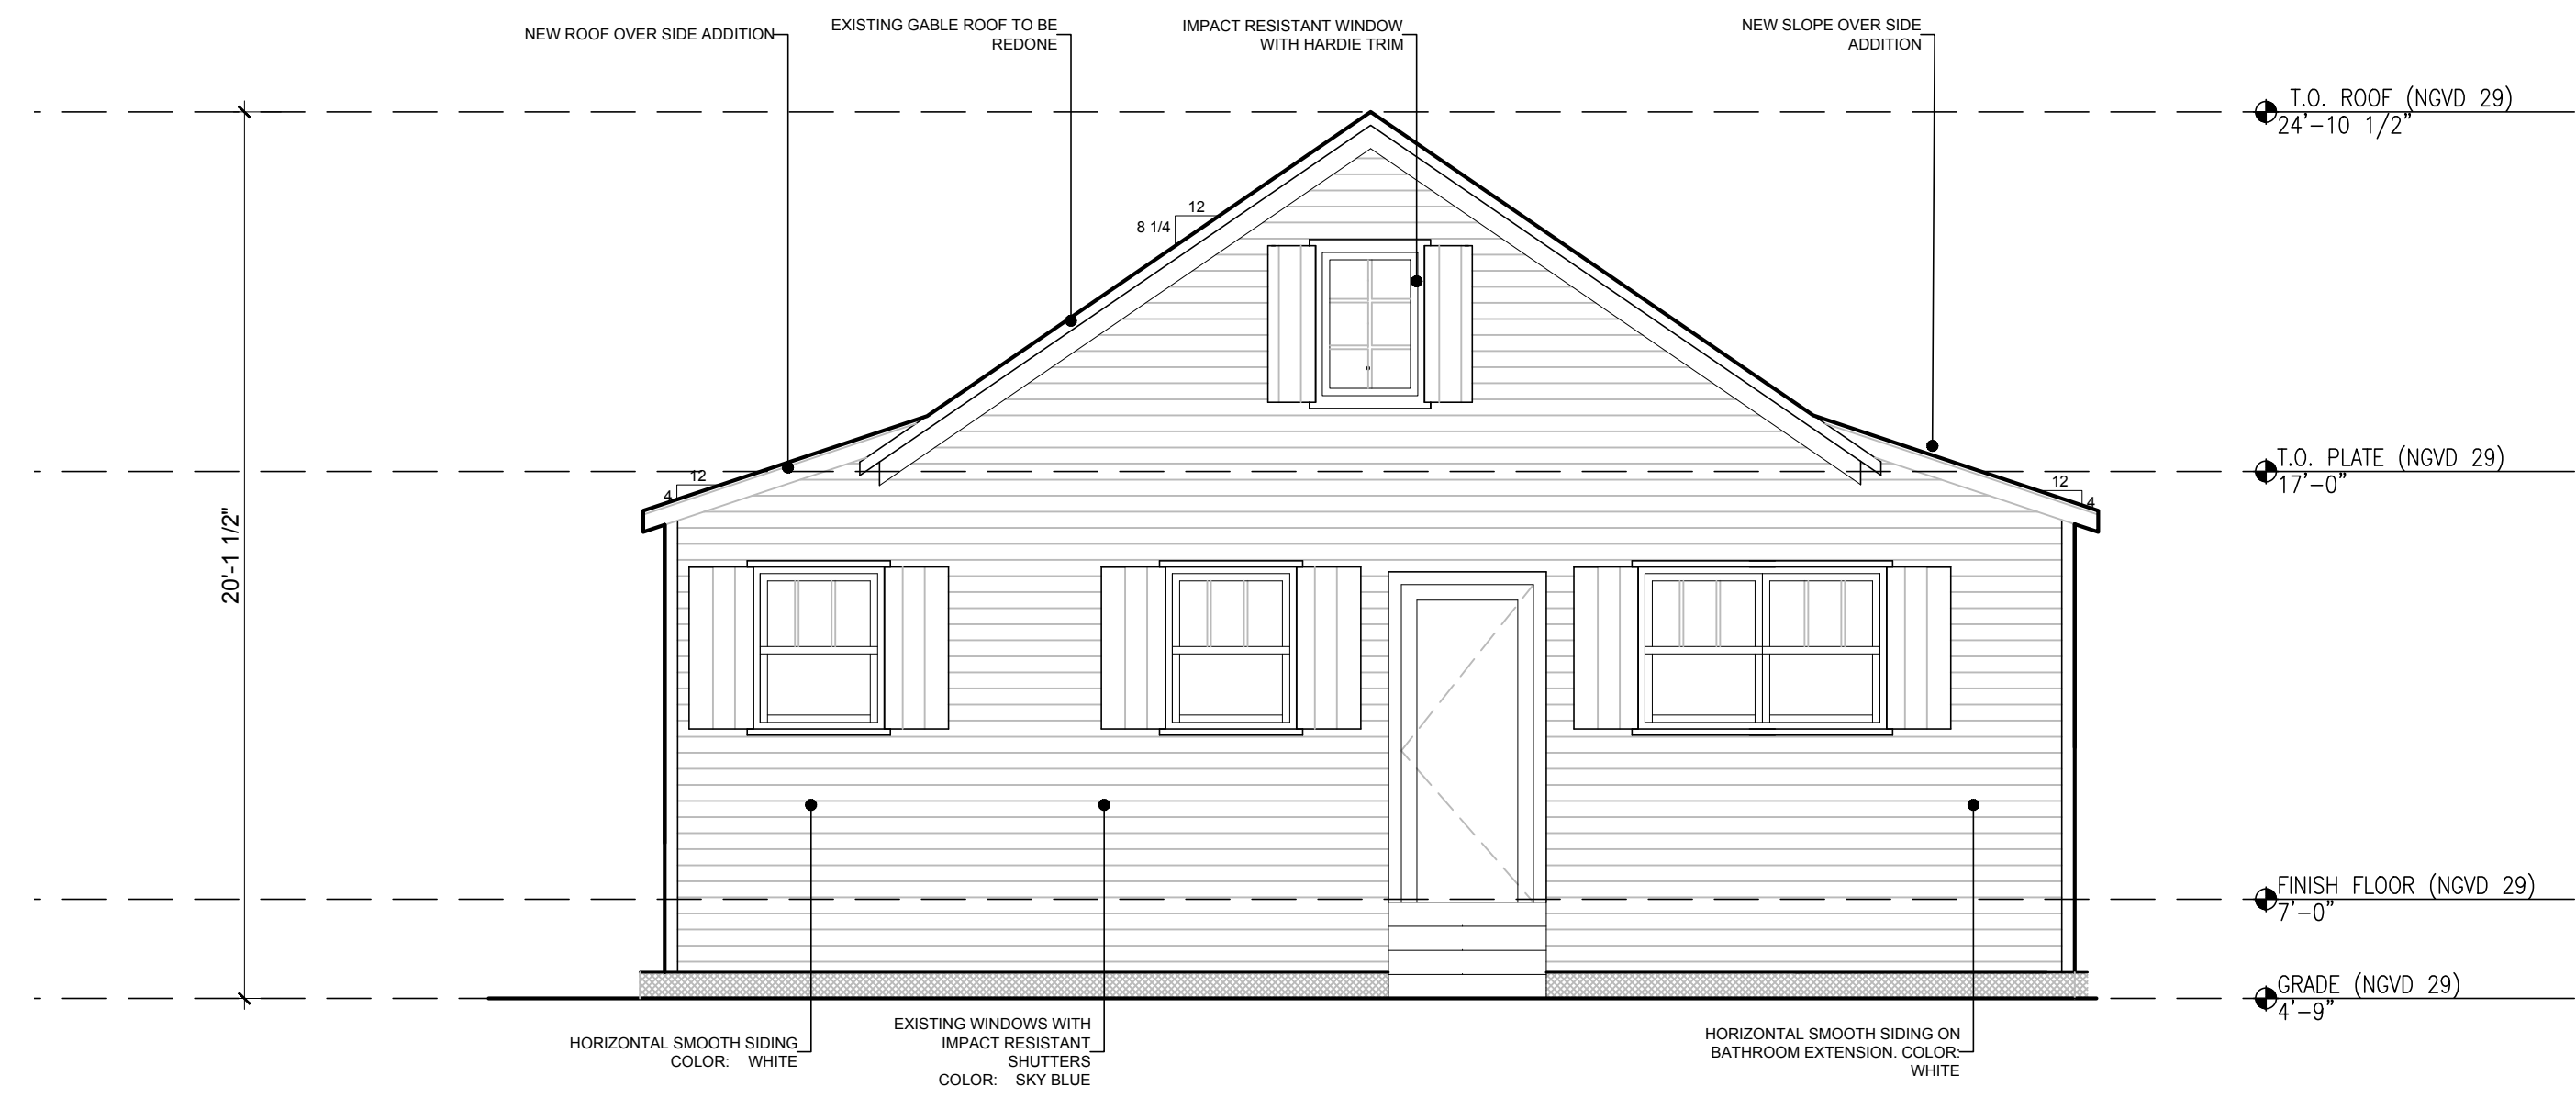 NEW ROOF OVER SIDE ADDITION
EXISTING GABLE ROOF TO BE
REDONE
IMPACT RESISTANT WINDOW
WITH HARDIE TRIM
NEW SLOPE OVER SIDE
ADDITION
T.O. ROOF (NGVD 29)
24'-10 1/2"
12
8 1/4
T.O. PLATE (NGVD 29)
17'-0"
12
4
12
4
20'-1 1/2"
FINISH FLOOR (NGVD 29)
7'-0"
GRADE (NGVD 29)
4'-9"
HORIZONTAL SMOOTH SIDING
COLOR: WHITE
EXISTING WINDOWS WITH
IMPACT RESISTANT
SHUTTERS
COLOR: SKY BLUE
HORIZONTAL SMOOTH SIDING ON
BATHROOM EXTENSION. COLOR:
WHITE